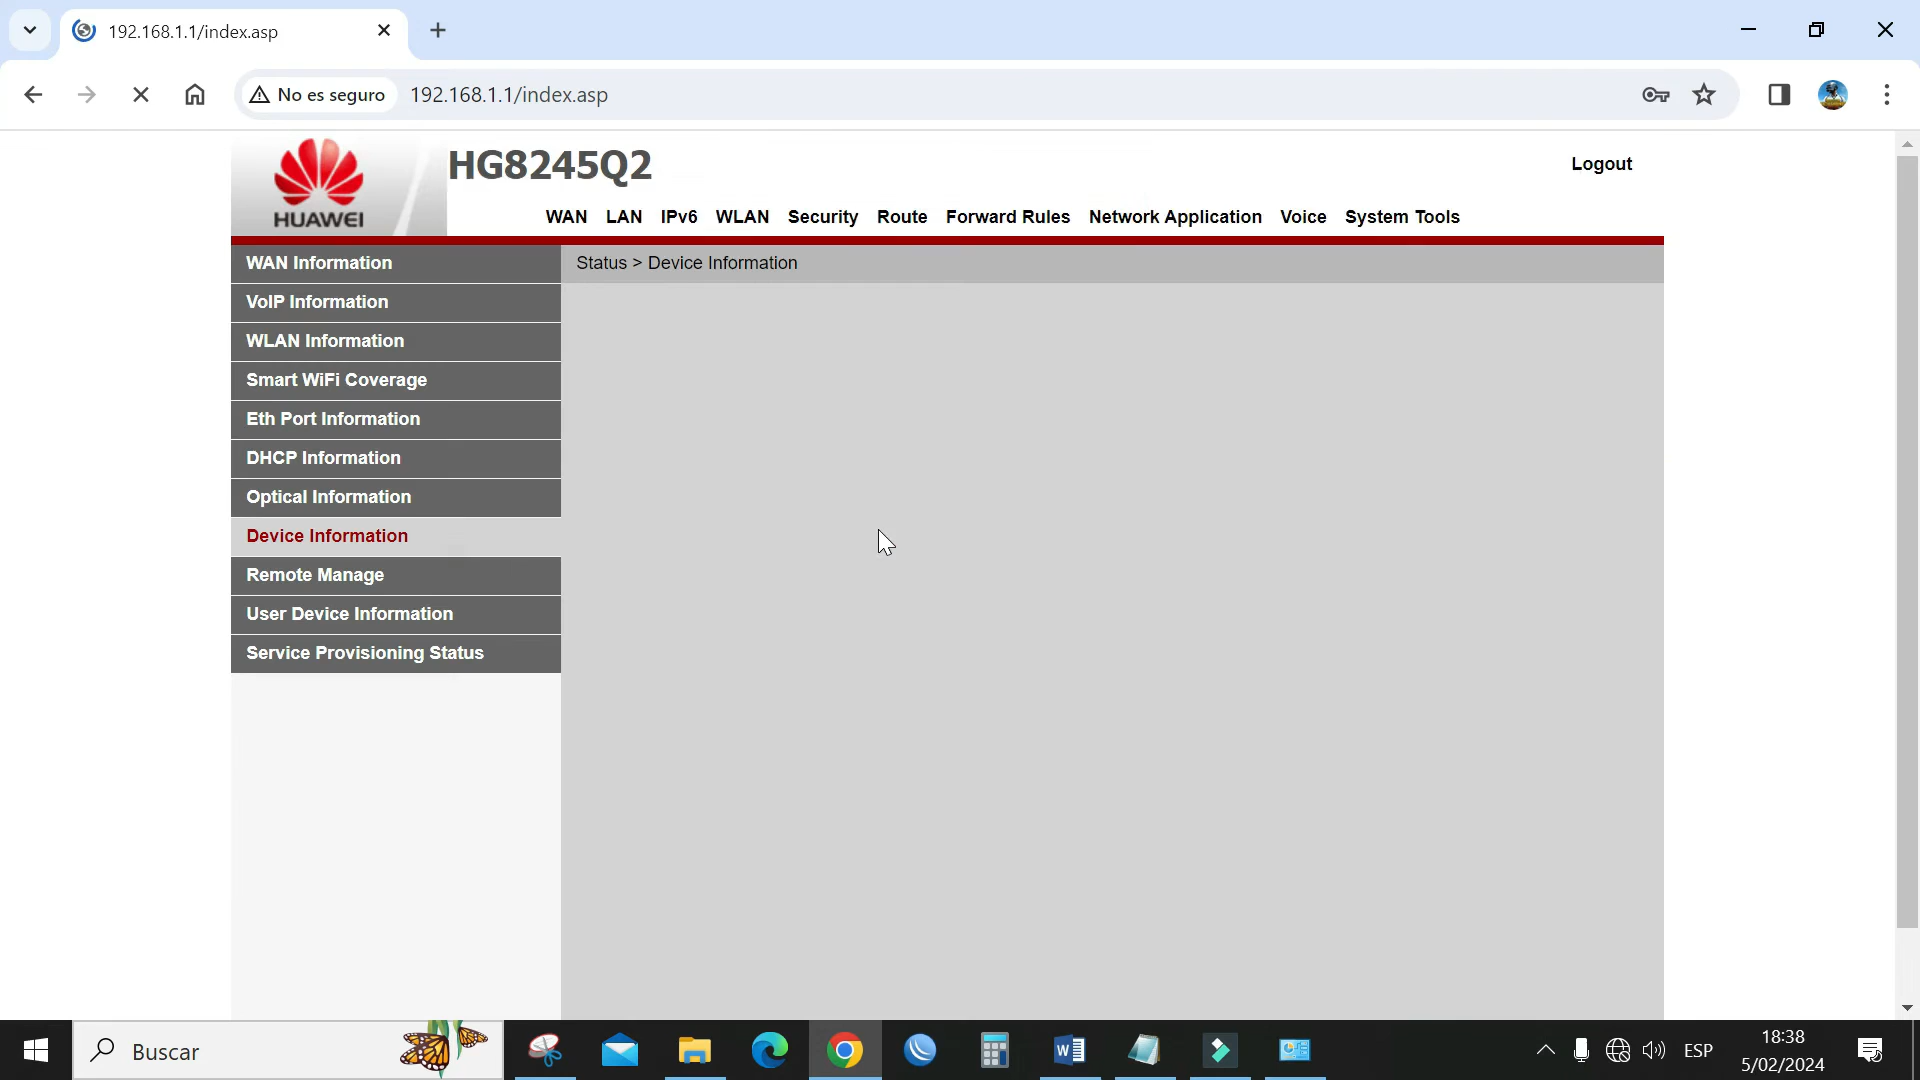 192.168.1.1/index.asp
No es seguro
192.168.1.1/index.asp
HUAWEI
HG8245Q2
Logout
WAN LAN IPv6 WLAN Security Route Forward Rules Network Application Voice System Tools
WAN Information
VoIP Information
WLAN Information
Smart WiFi Coverage
Eth Port Information
DHCP Information
Optical Information
Device Information
Remote Manage
User Device Information
Service Provisioning Status
Status > Device Information
Buscar
ESP
18:38
5/02/2024